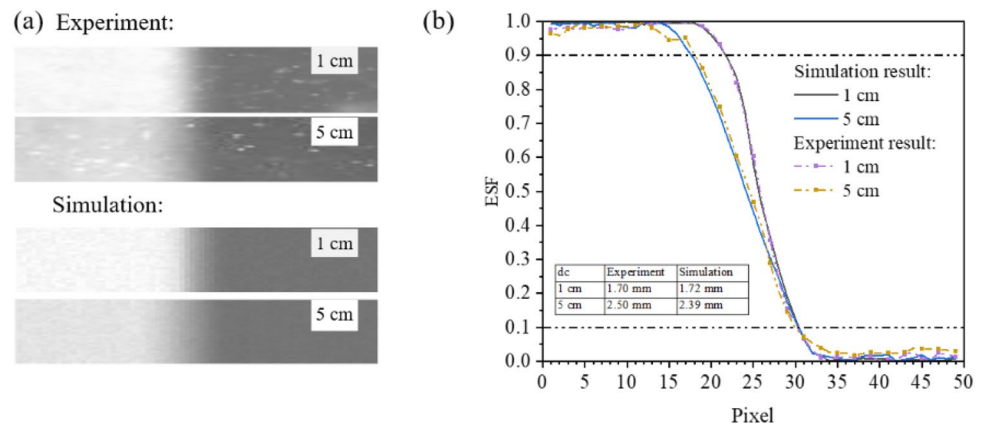 (a) Experiment:
1 cm
5 cm
Simulation:
1 cm
5 cm
(b)
ESF
1.0
0.9
0.8
0.7
0.6
0.5
0.4
0.3
0.2
0.1
0.0
Simulation result:
1 cm
5 cm
Experiment result:
1 cm
5 cm
dc Experiment Simulation
1 cm 1.70 mm 1.72 mm
5 cm 2.50 mm 2.39 mm
0 5 10 15 20 25 30 35 40 45 50
Pixel